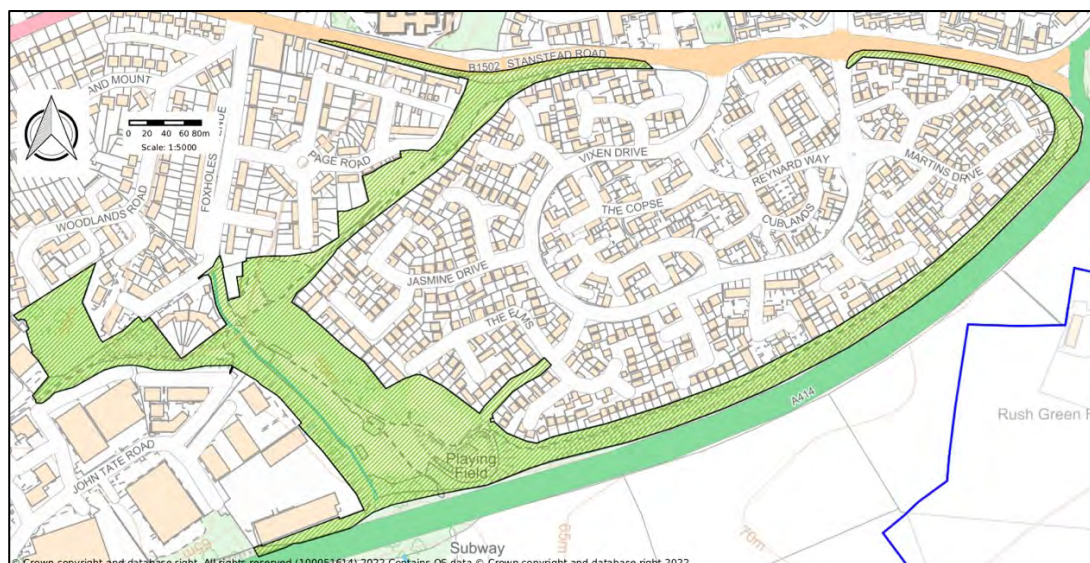 B1502 STANSTEAD ROAD
AND MOUNT
0 20 40 60 80m
Scale: 1:5000
FOXHOLES
ENUE
PAGE ROAD
WOODLANDS ROAD
VIXEN DRIVE
REYNARD WAY
MARTINS DRIVE
THE COPSE
CUBLANDS
JASMINE DRIVE
THE ELMS
A414
Rush Green
Playing
Field
JOHN TATE ROAD
55m
65m
70m
Subway
© Crown copyright and database right. All rights reserved (100051614) 2022 Contains OS data © Crown copyright and database right 2022